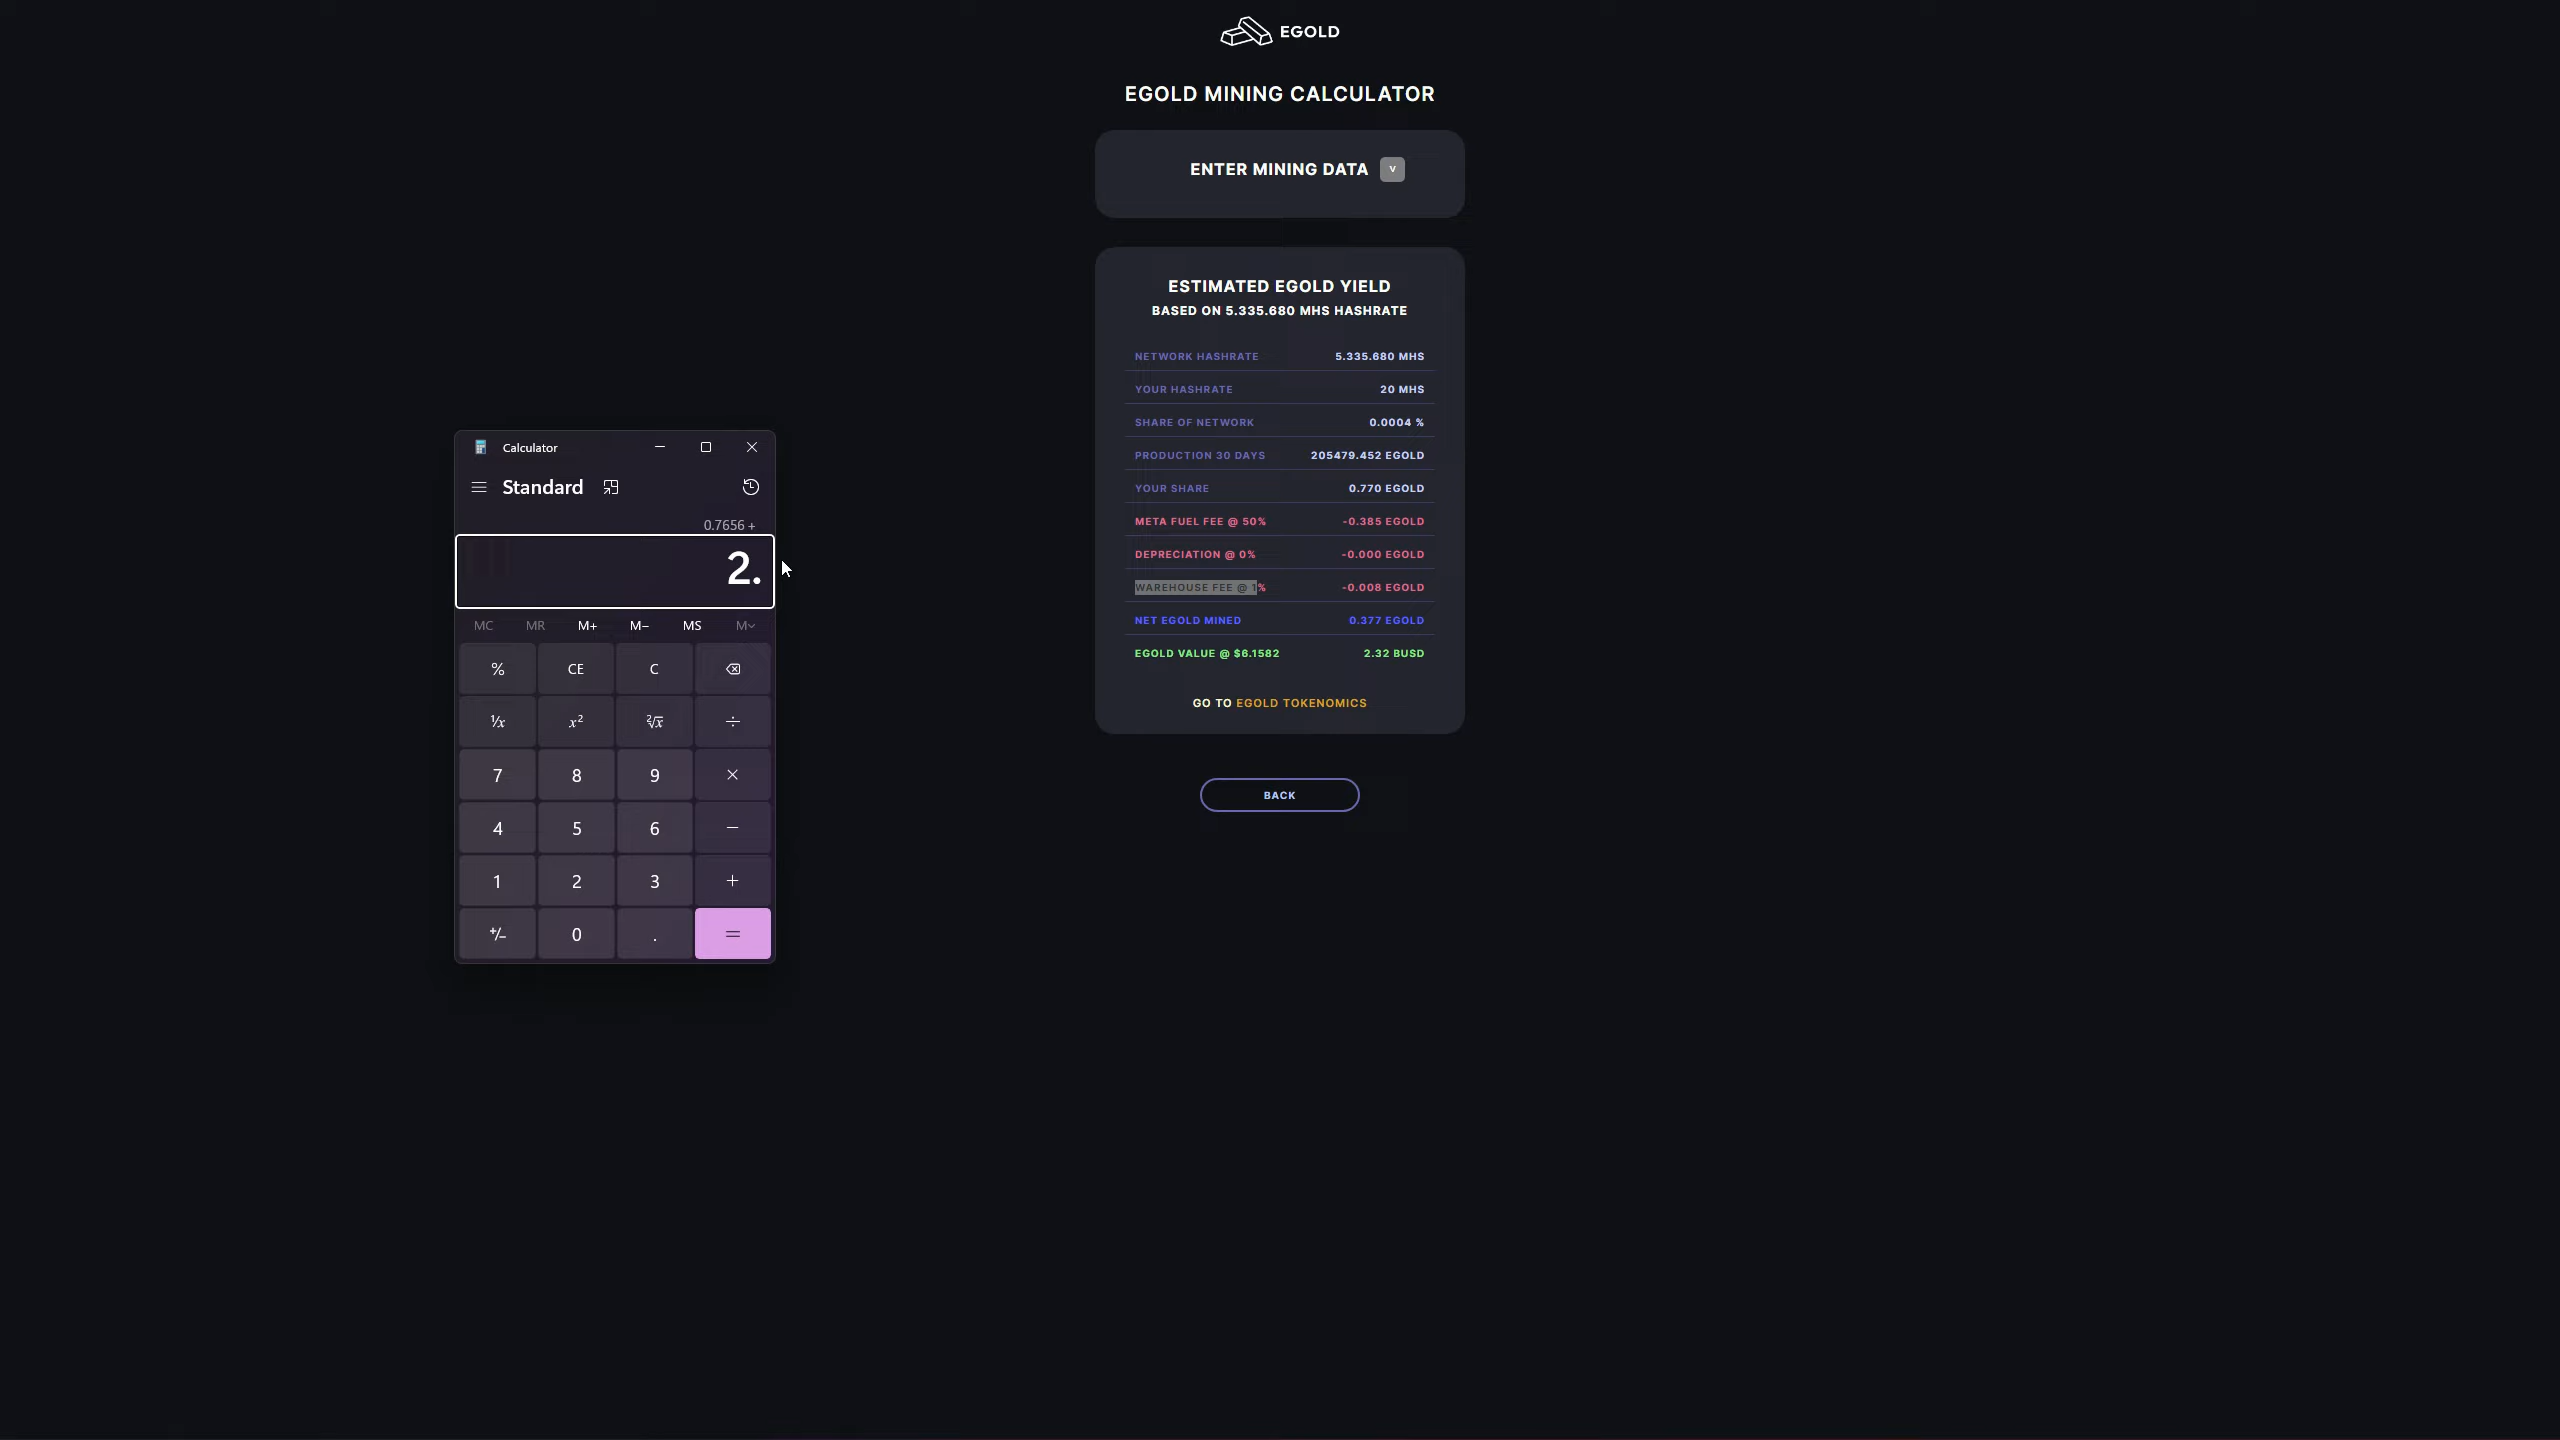 EGOLD
EGOLD MINING CALCULATOR
ENTER MINING DATA v
ESTIMATED EGOLD YIELD
BASED ON 5.335.680 MHS HASHRATE
NETWORK HASHRATE 5.335.680 MHS
YOUR HASHRATE 20 MHS
SHARE OF NETWORK 0.0004 %
PRODUCTION 30 DAYS 205479.452 EGOLD
YOUR SHARE 0.770 EGOLD
META FUEL FEE @ 50% -0.385 EGOLD
DEPRECIATION @ 0% -0.000 EGOLD
WAREHOUSE FEE @ 1% -0.008 EGOLD
NET EGOLD MINED 0.377 EGOLD
EGOLD VALUE @ $6.1582 2.32 BUSD
GO TO EGOLD TOKENOMICS
BACK
Calculator
Standard
0.7656 +
2.
MC MR M+ M− MS M˅
% CE C ⌫
¹/x x² ²√x ÷
7 8 9 ×
4 5 6 −
1 2 3 +
+/− 0 . =